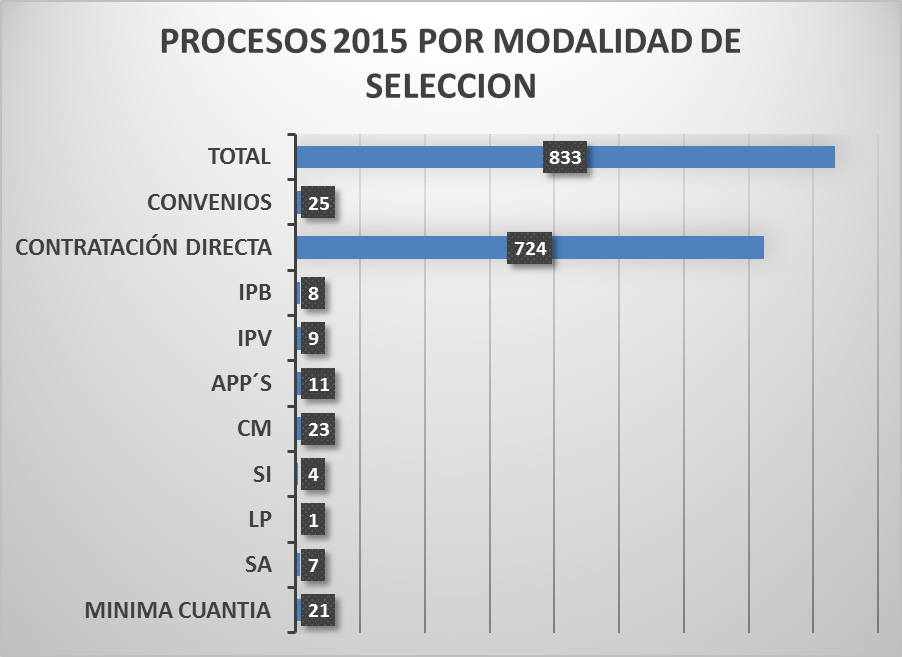 PROCESOS 2015 POR MODALIDAD DE
SELECCION
TOTAL 833
CONVENIOS 25
CONTRATACIÓN DIRECTA 724
IPB 8
IPV 9
APP´S 11
CM 23
SI 4
LP 1
SA 7
MINIMA CUANTIA 21